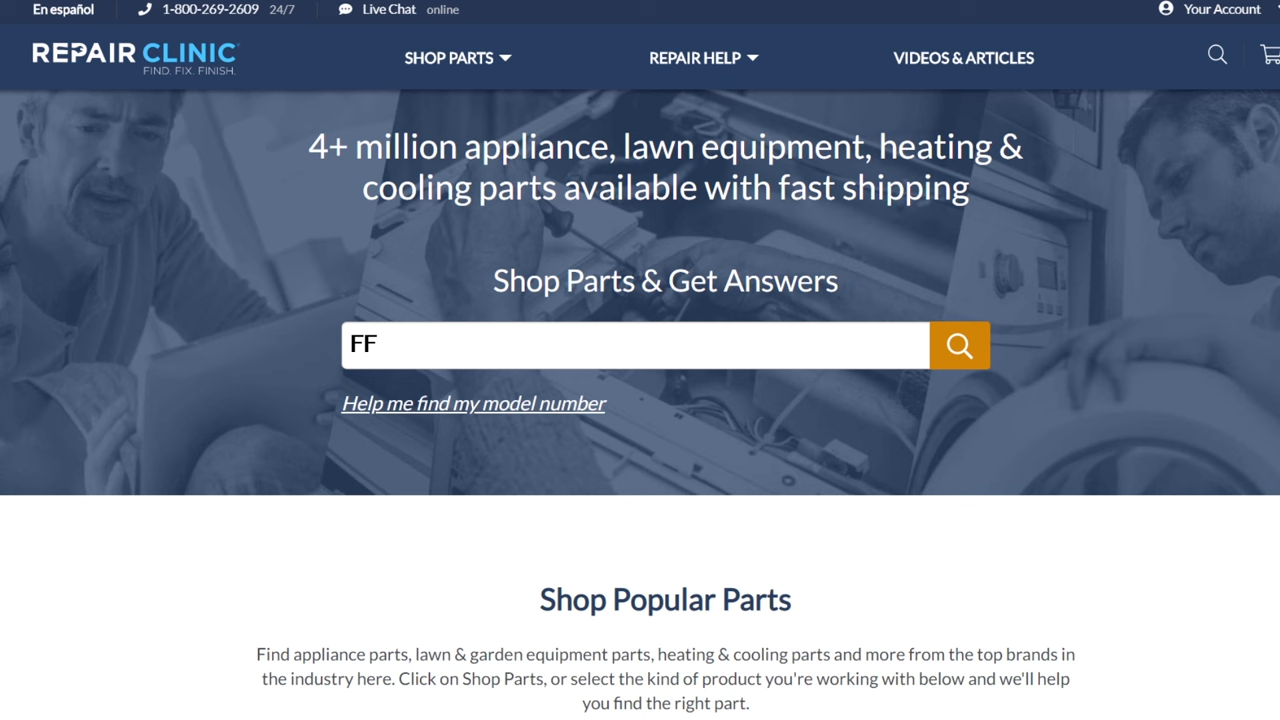 En español 1-800-269-2609 24/7 Live Chat online Your Account
REPAIR CLINIC
FIND. FIX. FINISH.
SHOP PARTS REPAIR HELP VIDEOS & ARTICLES
4+ million appliance, lawn equipment, heating &
cooling parts available with fast shipping
Shop Parts & Get Answers
FF
Help me find my model number
Shop Popular Parts
Find appliance parts, lawn & garden equipment parts, heating & cooling parts and more from the top brands in
the industry here. Click on Shop Parts, or select the kind of product you're working with below and we'll help
you find the right part.